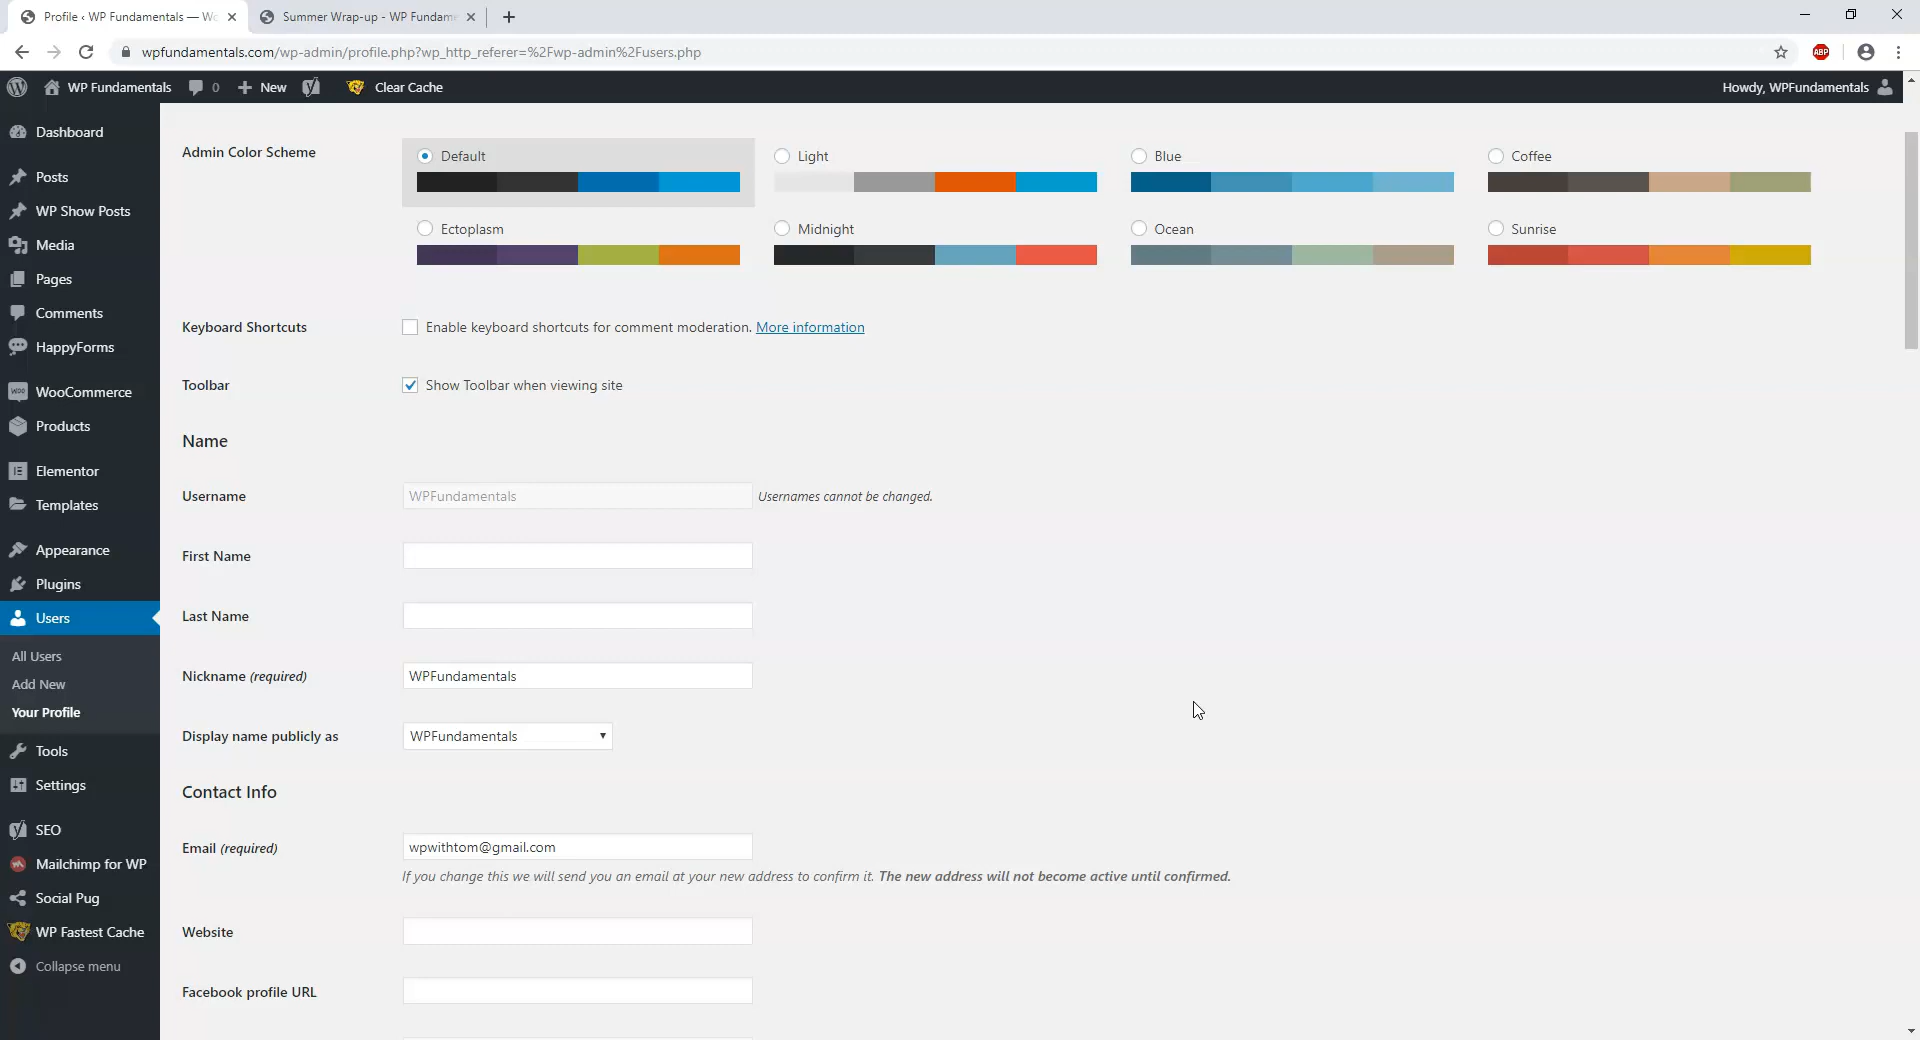 Profile ‹ WP Fundamentals — Wo
Summer Wrap-up - WP Fundame
wpfundamentals.com/wp-admin/profile.php?wp_http_referer=%2Fwp-admin%2Fusers.php
ABP
WP Fundamentals
0
New
Clear Cache
Howdy, WPFundamentals
Dashboard
Posts
WP Show Posts
Media
Pages
Comments
HappyForms
WooCommerce
Products
Elementor
Templates
Appearance
Plugins
Users
All Users
Add New
Your Profile
Tools
Settings
SEO
Mailchimp for WP
Social Pug
WP Fastest Cache
Collapse menu
Admin Color Scheme
Default
Light
Blue
Coffee
Ectoplasm
Midnight
Ocean
Sunrise
Keyboard Shortcuts
Enable keyboard shortcuts for comment moderation. More information
Toolbar
Show Toolbar when viewing site
Name
Username
WPFundamentals
Usernames cannot be changed.
First Name
Last Name
Nickname (required)
WPFundamentals
Display name publicly as
WPFundamentals
Contact Info
Email (required)
wpwithtom@gmail.com
If you change this we will send you an email at your new address to confirm it. The new address will not become active until confirmed.
Website
Facebook profile URL